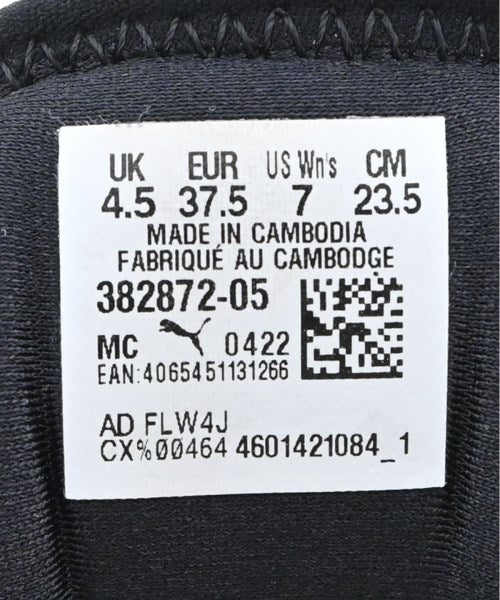 UK EUR US Wn's CM
4.5 37.5 7 23.5
MADE IN CAMBODIA
FABRIQUÉ AU CAMBODGE
382872-05
MC 0422
EAN:4065451131266
AD FLW4J
CX%00464 4601421084_1